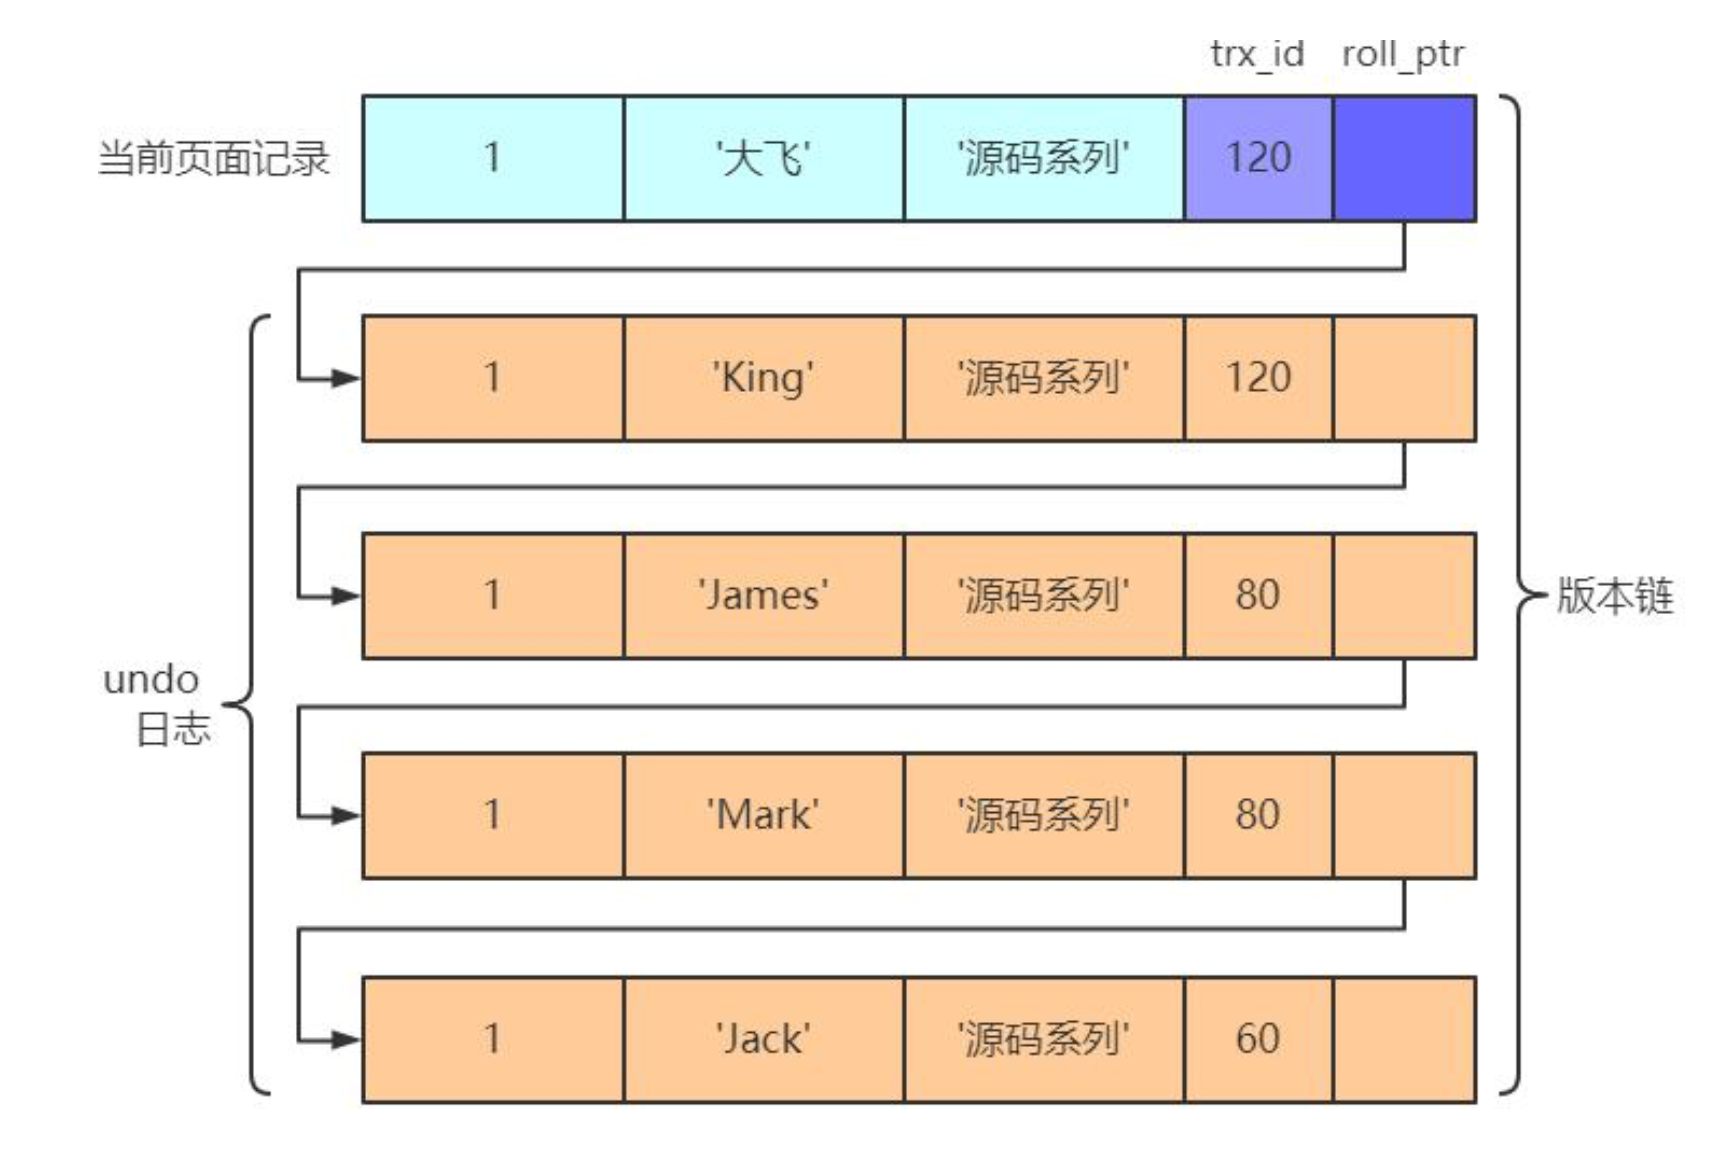 trx_id roll_ptr
当前页面记录 1 '大飞' '源码系列' 120
1 'King' '源码系列' 120
1 'James' '源码系列' 80
版本链
undo
日志
1 'Mark' '源码系列' 80
1 'Jack' '源码系列' 60